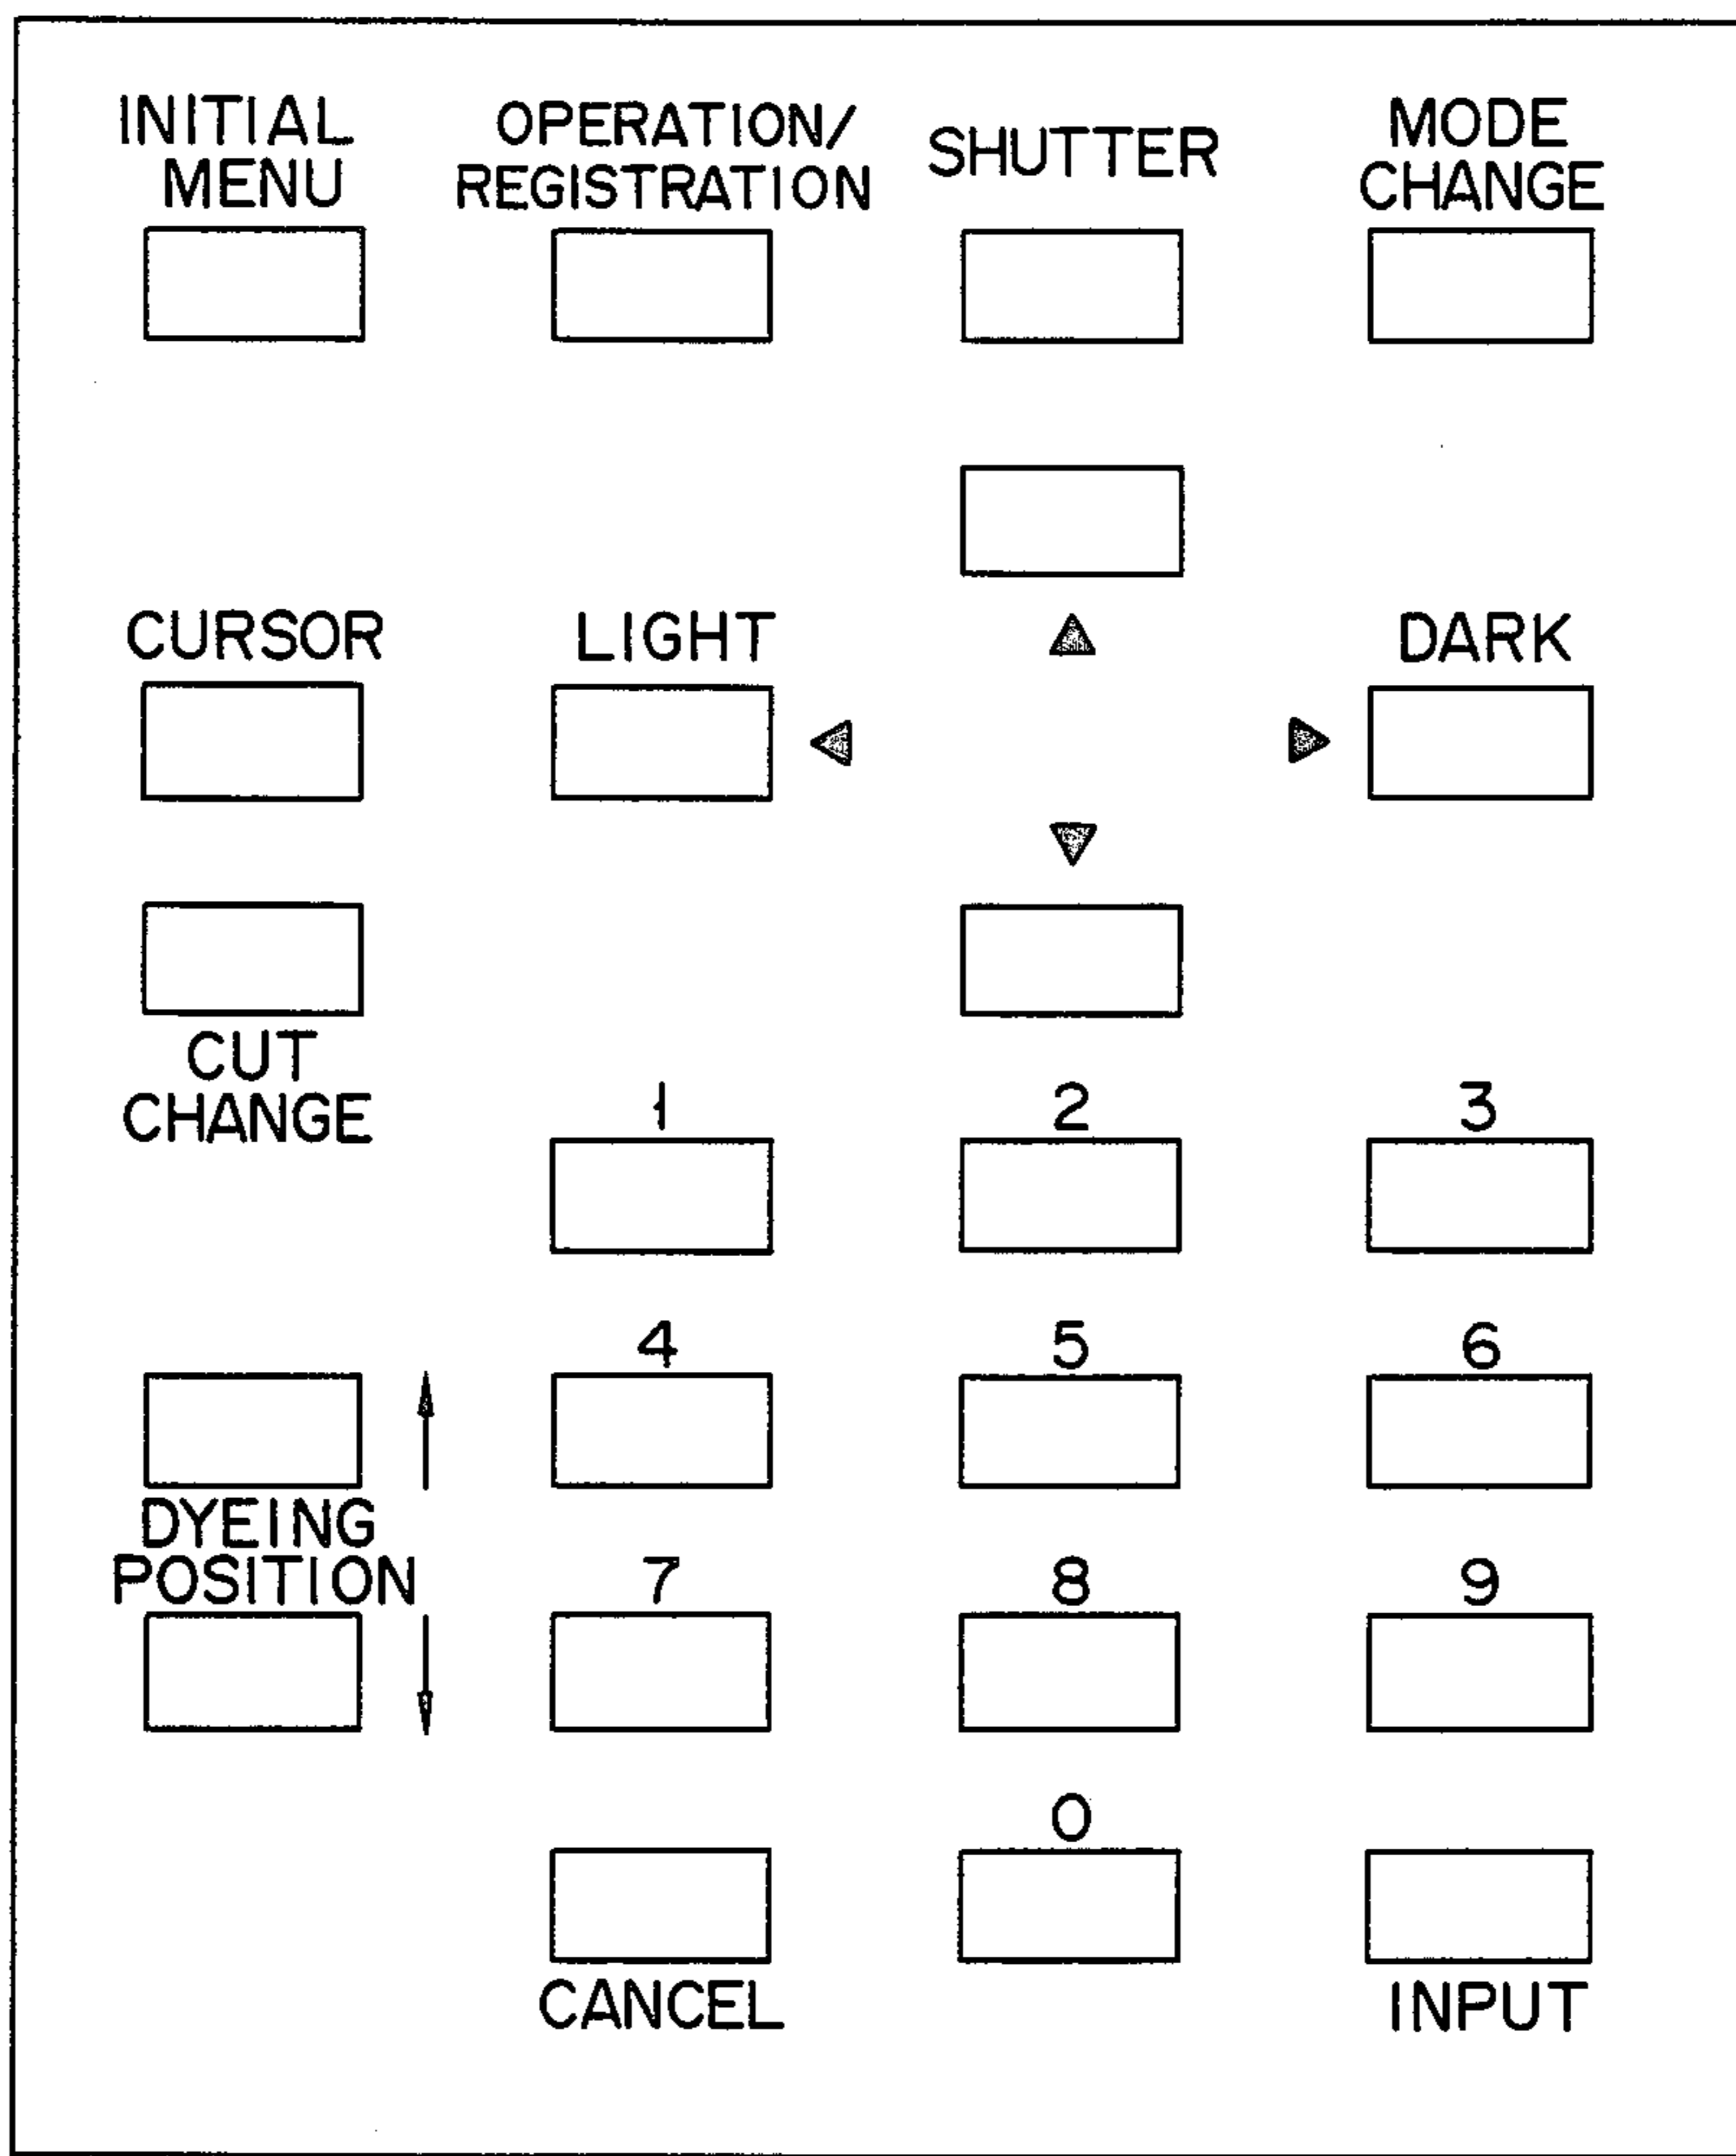 INITIAL
MENU
OPERATION/
REGISTRATION
SHUTTER
MODE
CHANGE
CURSOR
LIGHT
DARK
CUT
CHANGE
1
2
3
4
5
6
DYEING
POSITION
7
8
9
0
CANCEL
INPUT